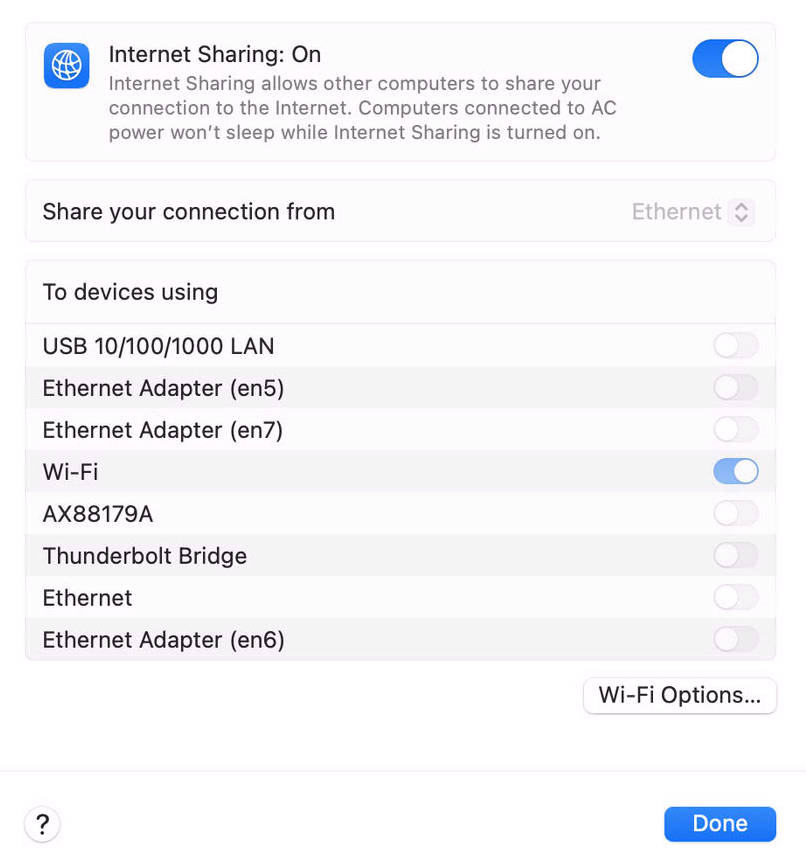 Internet Sharing: On
Internet Sharing allows other computers to share your
connection to the Internet. Computers connected to AC
power won’t sleep while Internet Sharing is turned on.
Share your connection from
Ethernet
To devices using
USB 10/100/1000 LAN
Ethernet Adapter (en5)
Ethernet Adapter (en7)
Wi-Fi
AX88179A
Thunderbolt Bridge
Ethernet
Ethernet Adapter (en6)
Wi-Fi Options...
?
Done